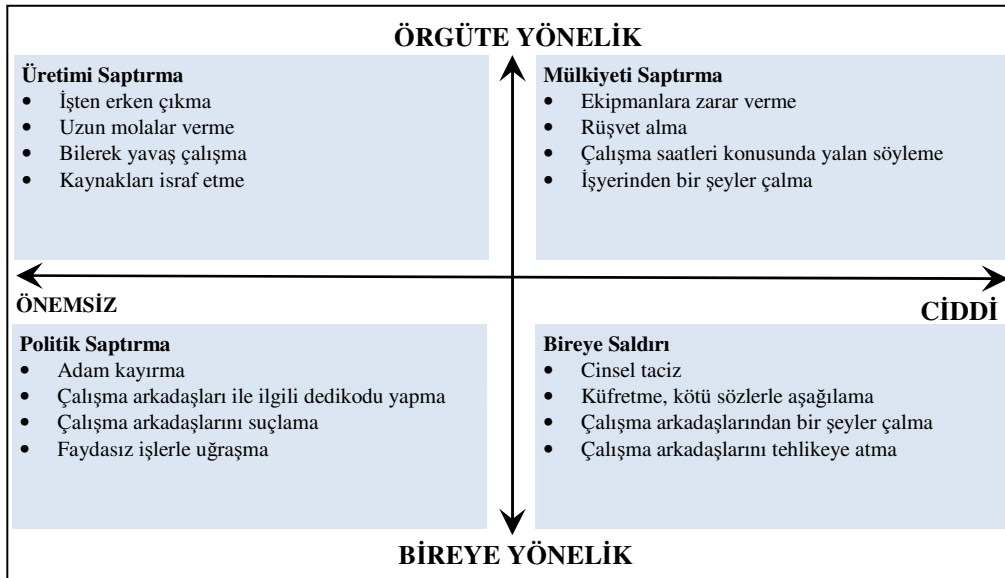 ÖRGÜTE YÖNELİK
Üretimi Saptırma
• İşten erken çıkma
• Uzun molalar verme
• Bilerek yavaş çalışma
• Kaynakları israf etme
Mülkiyeti Saptırma
• Ekipmanlara zarar verme
• Rüşvet alma
• Çalışma saatleri konusunda yalan söyleme
• İşyerinden bir şeyler çalma
ÖNEMSİZ
CİDDİ
Politik Saptırma
• Adam kayırma
• Çalışma arkadaşları ile ilgili dedikodu yapma
• Çalışma arkadaşlarını suçlama
• Faydasız işlerle uğraşma
Bireye Saldırı
• Cinsel taciz
• Küfretme, kötü sözlerle aşağılama
• Çalışma arkadaşlarından bir şeyler çalma
• Çalışma arkadaşlarını tehlikeye atma
BİREYE YÖNELİK